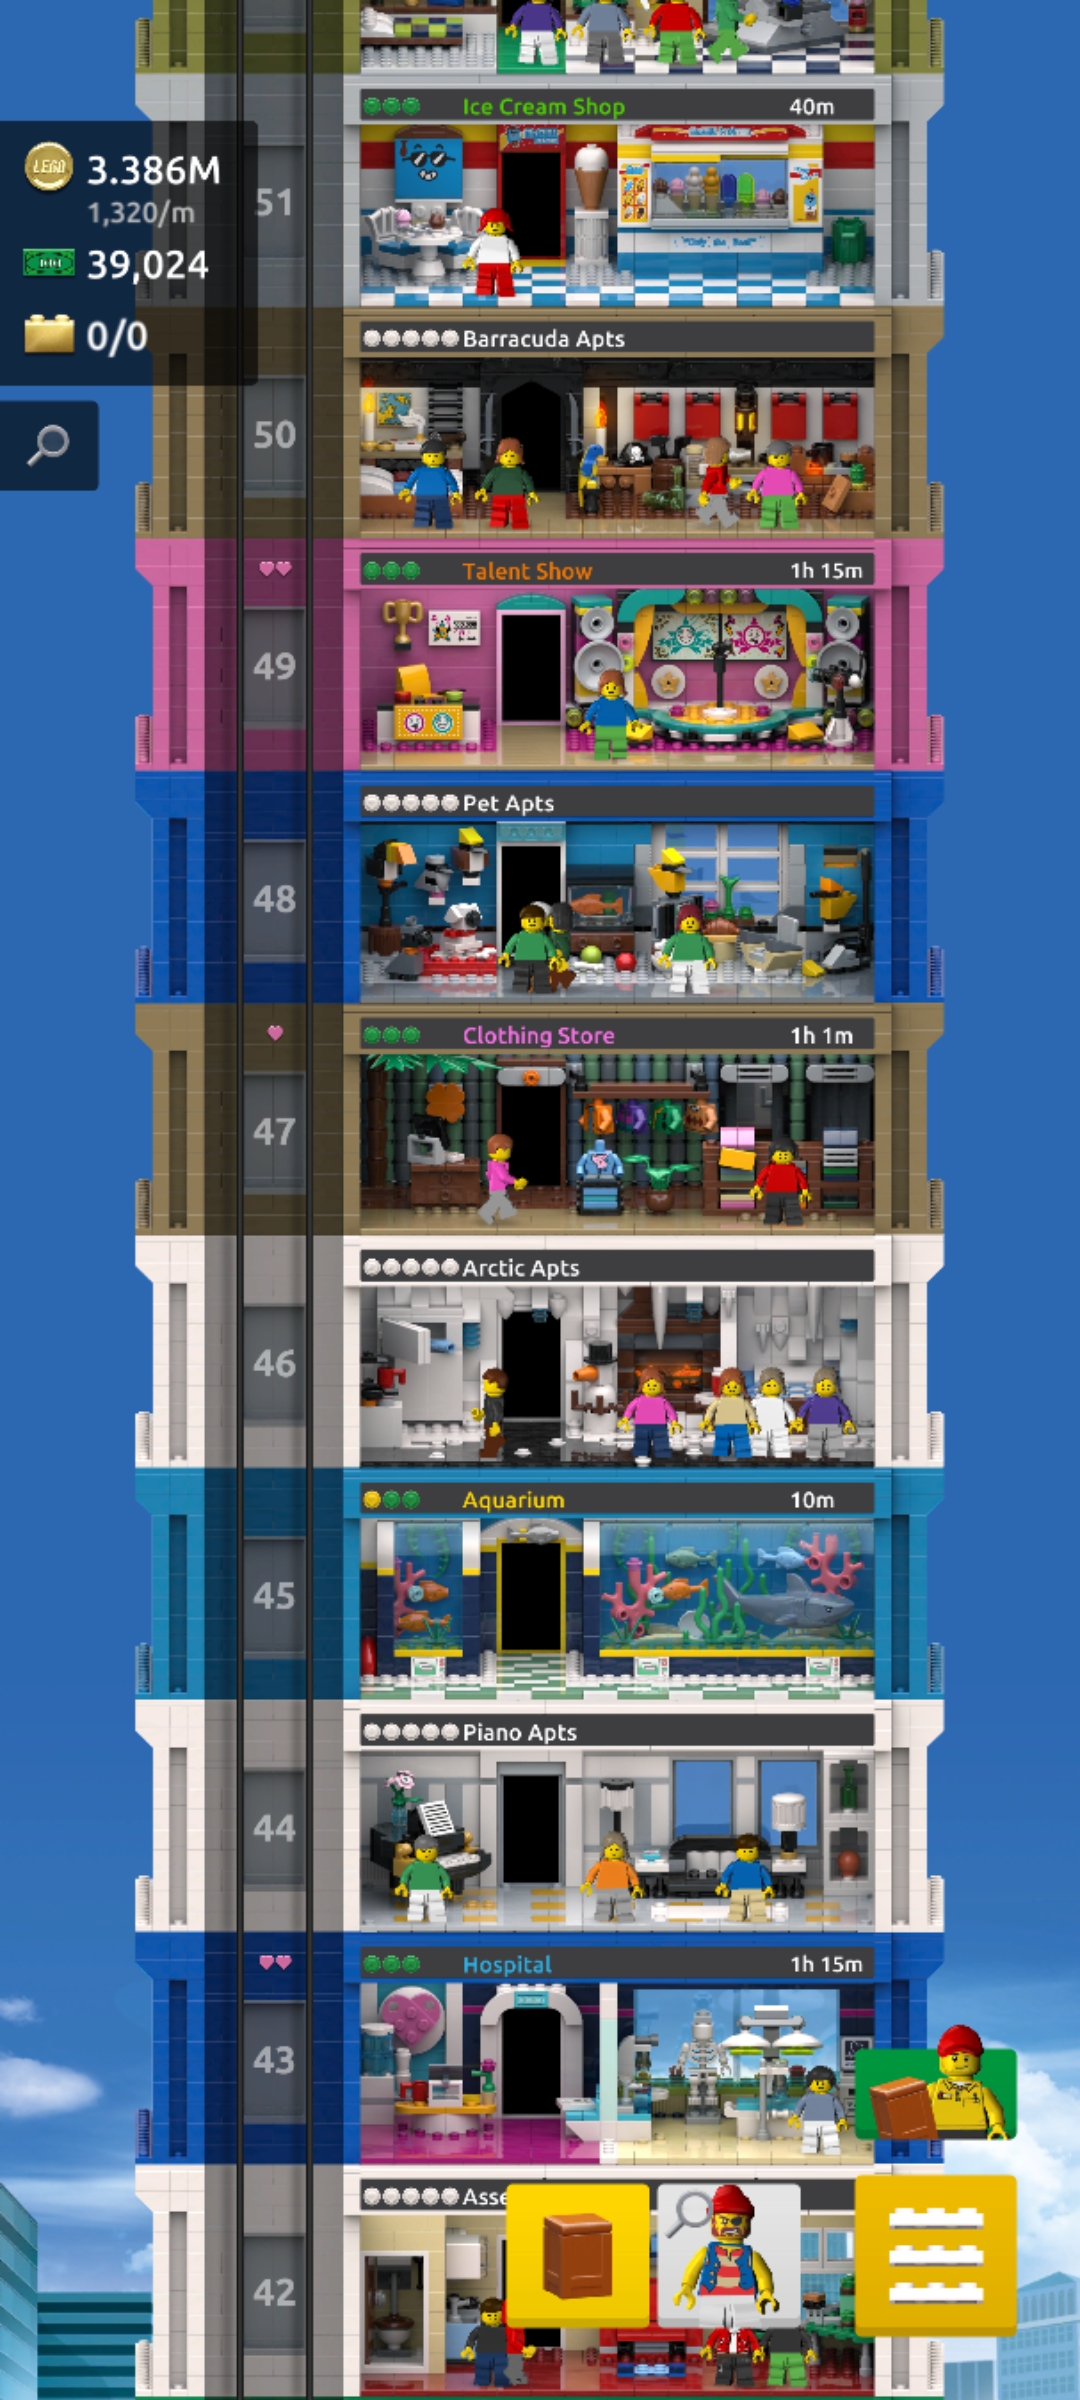 Ice Cream Shop 40m
LEGO 3.386M
1,320/m
51
39,024
0/0
Barracuda Apts
50
Talent Show 1h 15m
49
Pet Apts
48
Clothing Store 1h 1m
47
Arctic Apts
46
Aquarium 10m
45
Piano Apts
44
Hospital 1h 15m
43
Asse
42